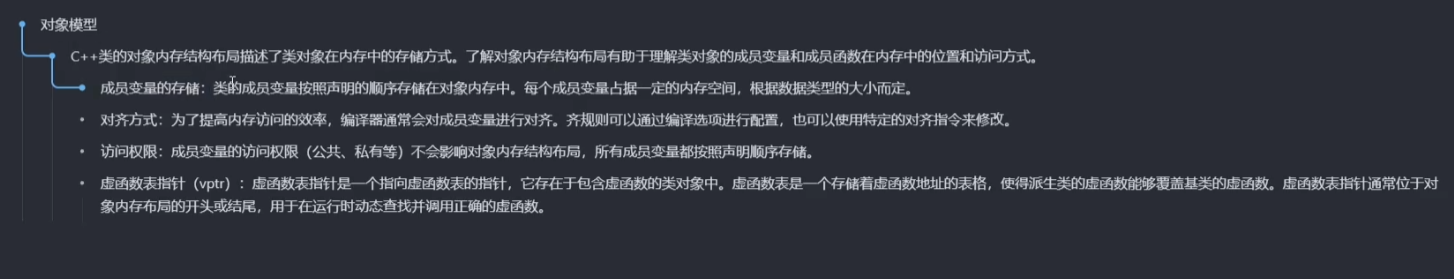 对象模型
C++类的对象内存结构布局描述了类对象在内存中的存储方式。了解对象内存结构布局有助于理解类对象的成员变量和成员函数在内存中的位置和访问方式。
成员变量的存储：类的成员变量按照声明的顺序存储在对象内存中。每个成员变量占据一定的内存空间，根据数据类型的大小而定。
对齐方式：为了提高内存访问的效率，编译器通常会对成员变量进行对齐。齐规则可以通过编译选项进行配置，也可以使用特定的对齐指令来修改。
访问权限：成员变量的访问权限（公共、私有等）不会影响对象内存结构布局，所有成员变量都按照声明顺序存储。
虚函数表指针（vptr）：虚函数表指针是一个指向虚函数表的指针，它存在于包含虚函数的类对象中。虚函数表是一个存储着虚函数地址的表格，使得派生类的虚函数能够覆盖基类的虚函数。虚函数表指针通常位于对
象内存布局的开头或结尾，用于在运行时动态查找并调用正确的虚函数。